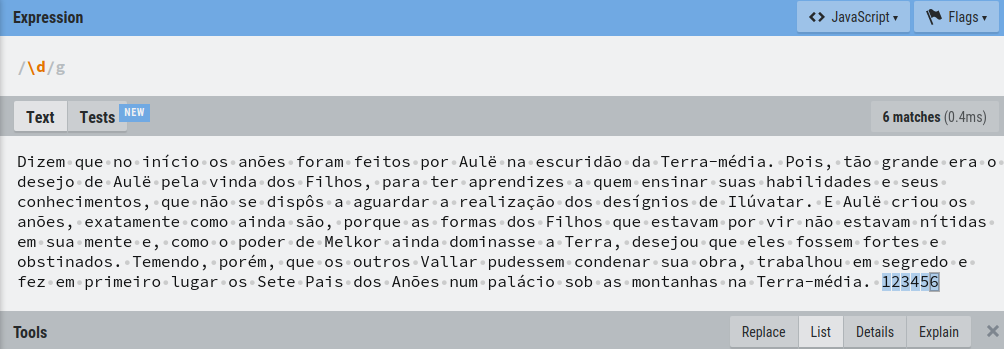 Expression
<> JavaScript ▾
Flags ▾
/\d/g
Text
Tests NEW
6 matches (0.4ms)
Dizem que no início os anões foram feitos por Aulë na escuridão da Terra-média. Pois, tão grande era o
desejo de Aulë pela vinda dos Filhos, para ter aprendizes a quem ensinar suas habilidades e seus
conhecimentos, que não se dispôs a aguardar a realização dos desígnios de Ilúvatar. E Aulë criou os
anões, exatamente como ainda são, porque as formas dos Filhos que estavam por vir não estavam nítidas
em sua mente e, como o poder de Melkor ainda dominasse a Terra, desejou que eles fossem fortes e
obstinados. Temendo, porém, que os outros Vallar pudessem condenar sua obra, trabalhou em segredo e
fez em primeiro lugar os Sete Pais dos Anões num palácio sob as montanhas na Terra-média. 123456
Tools
Replace
List
Details
Explain
×